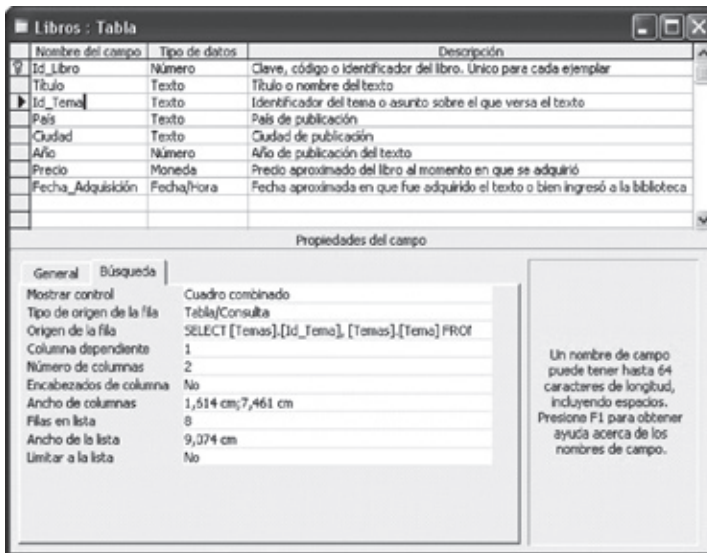 Libros : Tabla
Nombre del campo Tipo de datos Descripción
Id_Libro Número Clave, código o identificador del libro. Único para cada ejemplar
Título Texto Título o nombre del texto
Id_Tema Texto Identificador del tema o asunto sobre el que versa el texto
País Texto País de publicación
Ciudad Texto Ciudad de publicación
Año Número Año de publicación del texto
Precio Moneda Precio aproximado del libro al momento en que se adquirió
Fecha_Adquisición Fecha/Hora Fecha aproximada en que fue adquirido el texto o bien ingresó a la biblioteca
Propiedades del campo
General Búsqueda
Mostrar control Cuadro combinado
Tipo de origen de la fila Tabla/Consulta
Origen de la fila SELECT [Temas].[Id_Tema], [Temas].[Tema] FROM
Columna dependiente 1
Número de columnas 2
Encabezados de columna No
Ancho de columnas 1,614 cm;7,461 cm
Filas en lista 8
Ancho de la lista 9,074 cm
Limitar a la lista No
Un nombre de campo
puede tener hasta 64
caracteres de longitud,
incluyendo espacios.
Presione F1 para obtener
ayuda acerca de los
nombres de campo.